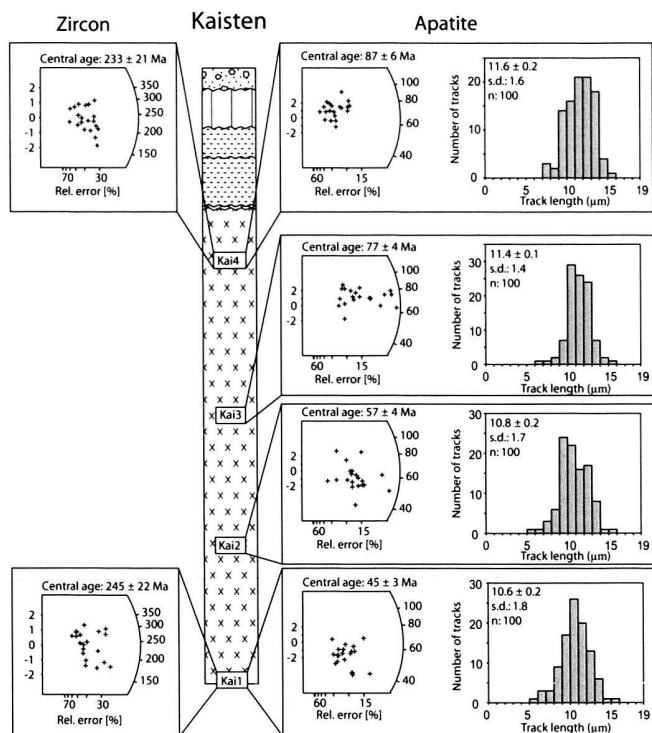 Zircon Kaisten Apatite
Central age: 233 ± 21 Ma
2
1
0
-1
-2
350
300
250
200
150
70 30
Rel. error [%]
Central age: 87 ± 6 Ma
2
0
-2
100
80
60
40
60 15
Rel. error [%]
11.6 ± 0.2
s.d.: 1.6
n: 100
Number of tracks
20
10
0
0 5 10 15 19
Track length (µm)
Kai4
Central age: 77 ± 4 Ma
2
0
-2
100
80
60
40
60 15
Rel. error [%]
11.4 ± 0.1
s.d.: 1.4
n: 100
Number of tracks
30
20
10
0
0 5 10 15 19
Track length (µm)
Kai3
Central age: 57 ± 4 Ma
2
0
-2
100
80
60
40
60 15
Rel. error [%]
10.8 ± 0.2
s.d.: 1.7
n: 100
Number of tracks
30
20
10
0
0 5 10 15 19
Track length (µm)
Kai2
Central age: 245 ± 22 Ma
2
1
0
-1
-2
350
300
250
200
150
70 30
Rel. error [%]
Kai1
Central age: 45 ± 3 Ma
2
0
-2
100
80
60
40
60 15
Rel. error [%]
10.6 ± 0.2
s.d.: 1.8
n: 100
Number of tracks
30
20
10
0
0 5 10 15 19
Track length (µm)